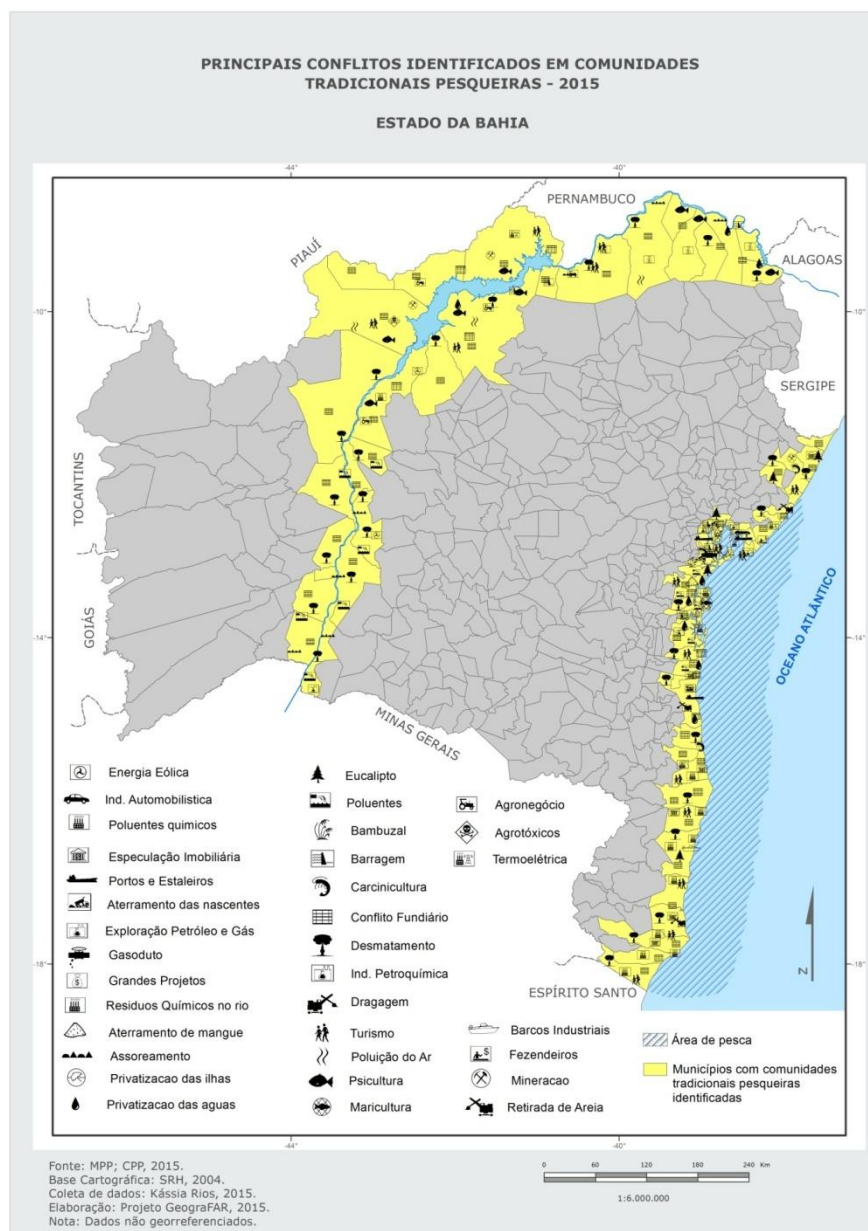 PRINCIPAIS CONFLITOS IDENTIFICADOS EM COMUNIDADES
TRADICIONAIS PESQUEIRAS - 2015
ESTADO DA BAHIA
-44°
-40°
PERNAMBUCO
PIAUÍ
ALAGOAS
-10°
-10°
SERGIPE
TOCANTINS
OCEANO ATLÂNTICO
GOIÁS
-14°
-14°
MINAS GERAIS
Energia Eólica
Ind. Automobilistica
Poluentes quimicos
Especulação Imobiliária
Portos e Estaleiros
Aterramento das nascentes
Exploração Petróleo e Gás
Gasoduto
Grandes Projetos
Residuos Químicos no rio
Aterramento de mangue
Assoreamento
Privatização das ilhas
Privatizacao das aguas
Eucalipto
Poluentes
Bambuzal
Barragem
Carcinicultura
Conflito Fundiário
Desmatamento
Ind. Petroquímica
Dragagem
Turismo
Poluição do Ar
Psicultura
Maricultura
Agronegócio
Agrotóxicos
Termoelétrica
-18°
-18°
ESPÍRITO SANTO
N
Barcos Industriais
Fezendeiros
Mineracao
Retirada de Areia
Área de pesca
Municípios com comunidades
tradicionais pesqueiras
identificadas
-44°
-40°
Fonte: MPP; CPP, 2015.
Base Cartográfica: SRH, 2004.
Coleta de dados: Kássia Rios, 2015.
Elaboração: Projeto GeografAR, 2015.
Nota: Dados não georreferenciados.
0 60 120 180 240 Km
1:6.000.000